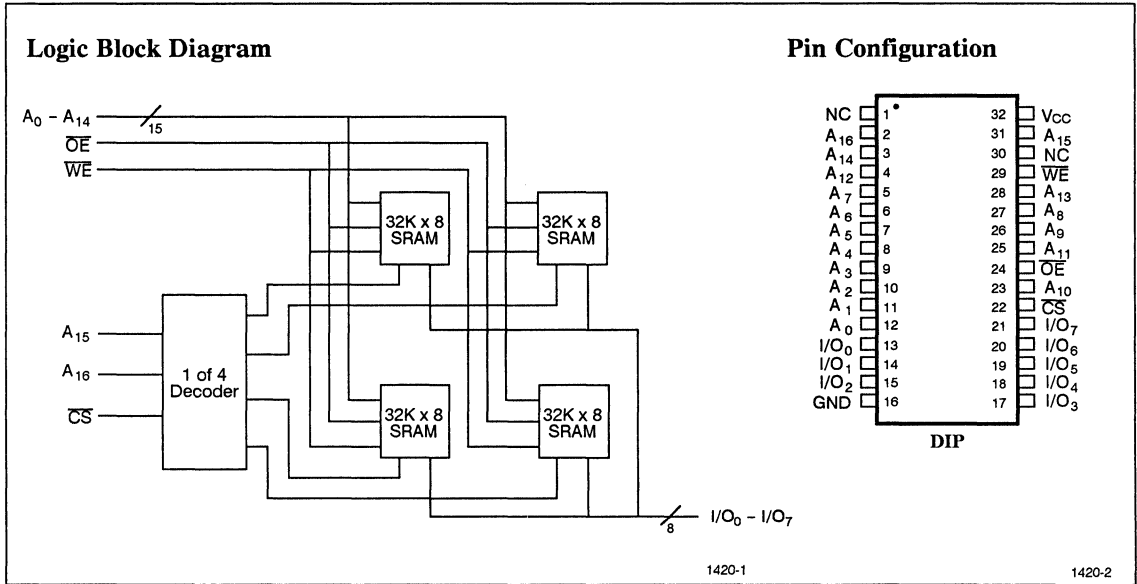 Logic Block Diagram
A0 – A14
15
OE
WE
32K x 8
SRAM
32K x 8
SRAM
A15
A16
CS
1 of 4
Decoder
32K x 8
SRAM
32K x 8
SRAM
8
I/O0 – I/O7
1420-1
Pin Configuration
NC 1 32 VCC
A16 2 31 A15
A14 3 30 NC
A12 4 29 WE
A7 5 28 A13
A6 6 27 A8
A5 7 26 A9
A4 8 25 A11
A3 9 24 OE
A2 10 23 A10
A1 11 22 CS
A0 12 21 I/O7
I/O0 13 20 I/O6
I/O1 14 19 I/O5
I/O2 15 18 I/O4
GND 16 17 I/O3
DIP
1420-2